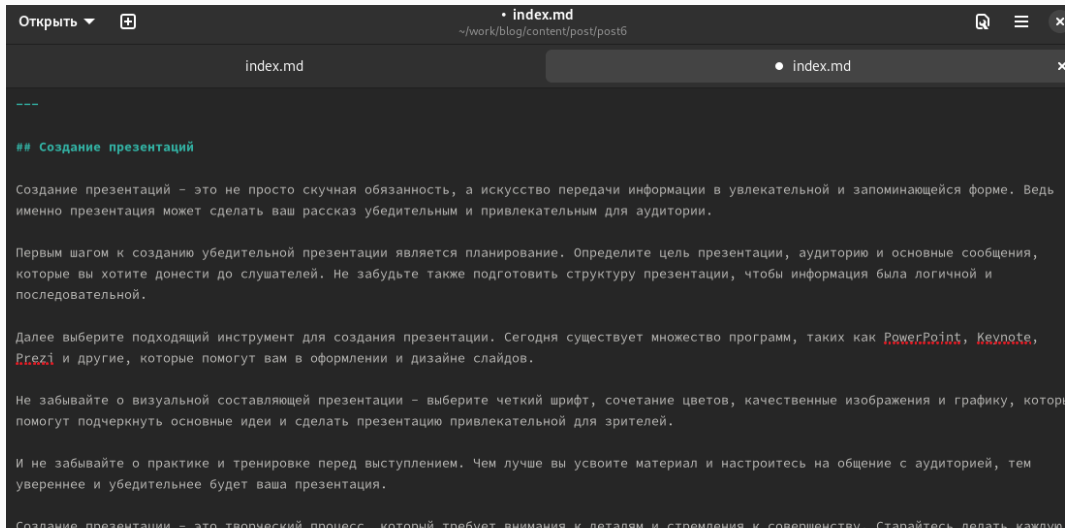 Открыть
• index.md
~/work/blog/content/post/post6
index.md
● index.md
---
## Создание презентаций
Создание презентаций – это не просто скучная обязанность, а искусство передачи информации в увлекательной и запоминающейся форме. Ведь
именно презентация может сделать ваш рассказ убедительным и привлекательным для аудитории.
Первым шагом к созданию убедительной презентации является планирование. Определите цель презентации, аудиторию и основные сообщения,
которые вы хотите донести до слушателей. Не забудьте также подготовить структуру презентации, чтобы информация была логичной и
последовательной.
Далее выберите подходящий инструмент для создания презентации. Сегодня существует множество программ, таких как PowerPoint, Keynote,
Prezi и другие, которые помогут вам в оформлении и дизайне слайдов.
Не забывайте о визуальной составляющей презентации – выберите четкий шрифт, сочетание цветов, качественные изображения и графику, котор
помогут подчеркнуть основные идеи и сделать презентацию привлекательной для зрителей.
И не забывайте о практике и тренировке перед выступлением. Чем лучше вы усвоите материал и настроитесь на общение с аудиторией, тем
увереннее и убедительнее будет ваша презентация.
Создание презентации – это творческий процесс, который требует внимания к деталям и стремления к совершенству. Старайтесь делать каждую